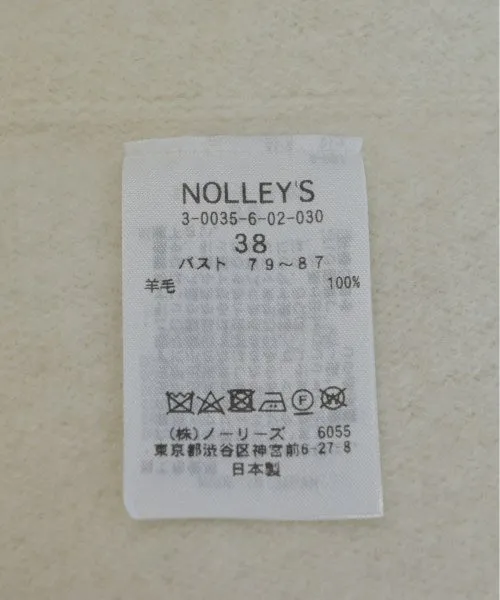 NOLLEY'S
3-0035-6-02-030
38
バスト 79～87
羊毛 100%
(株)ノーリーズ 6055
東京都渋谷区神宮前6-27-8
日本製